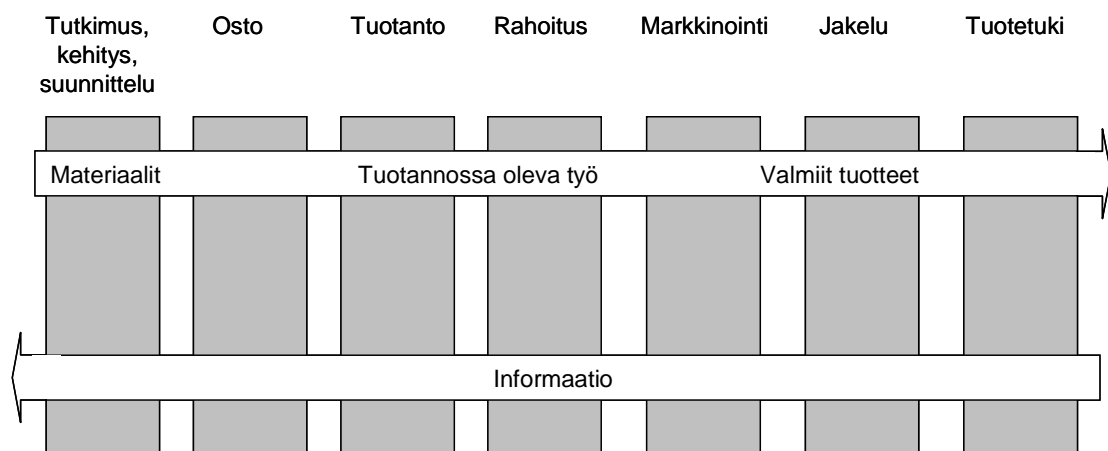 Tutkimus,
kehitys,
suunnittelu
Osto
Tuotanto
Rahoitus
Markkinointi
Jakelu
Tuotetuki
Materiaalit
Tuotannossa oleva työ
Valmiit tuotteet
Informaatio